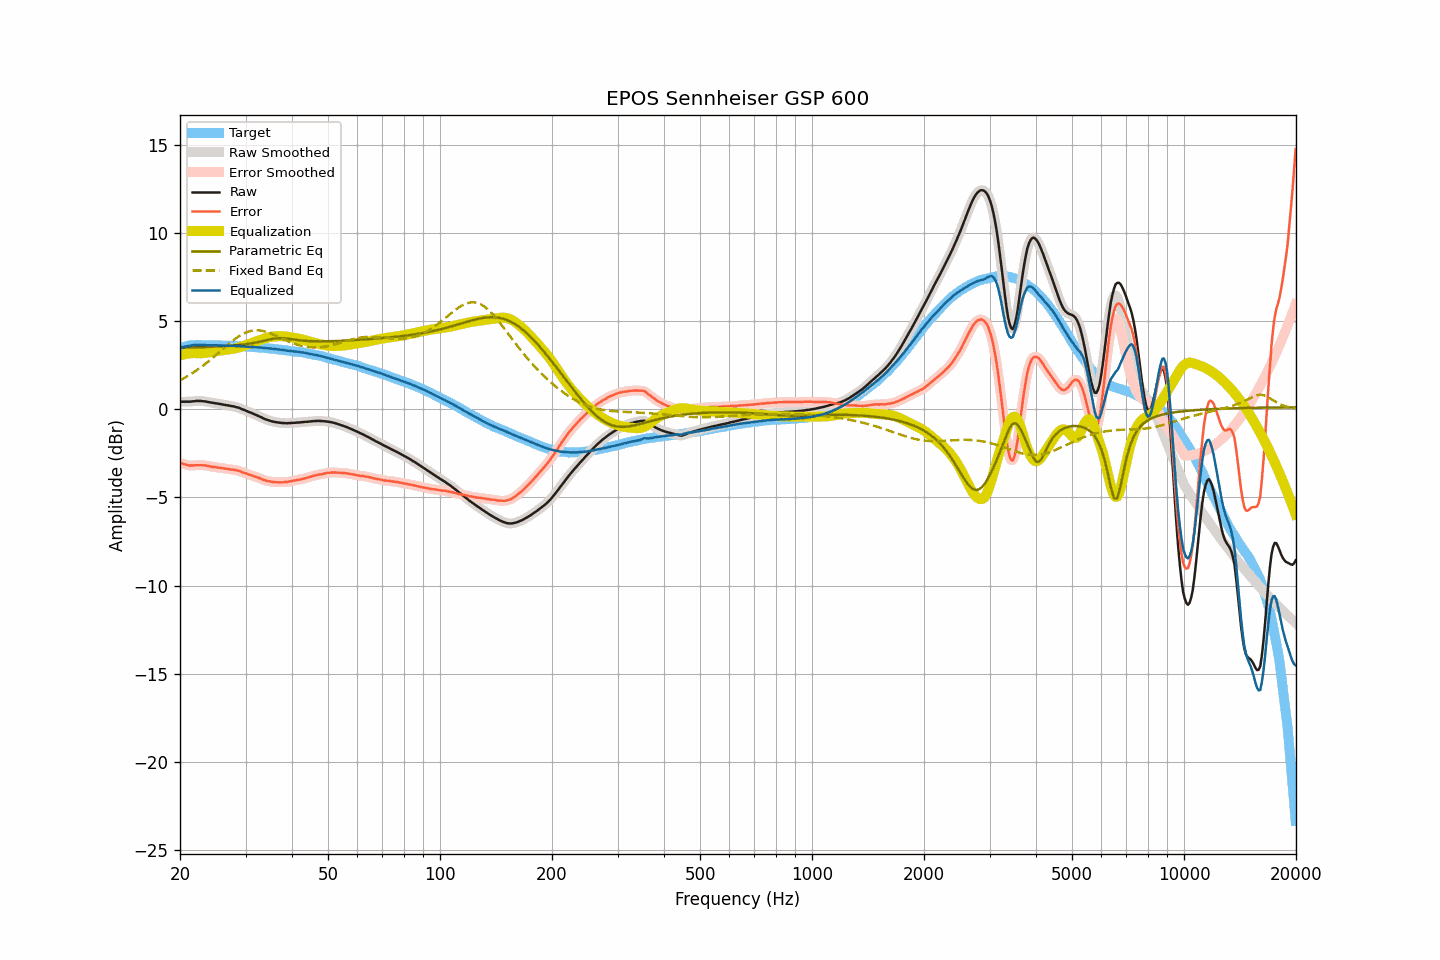 EPOS Sennheiser GSP 600
Target
Raw Smoothed
Error Smoothed
Raw
Error
Equalization
Parametric Eq
Fixed Band Eq
Equalized
15
10
5
0
−5
−10
−15
−20
−25
Amplitude (dBr)
20 50 100 200 500 1000 2000 5000 10000 20000
Frequency (Hz)